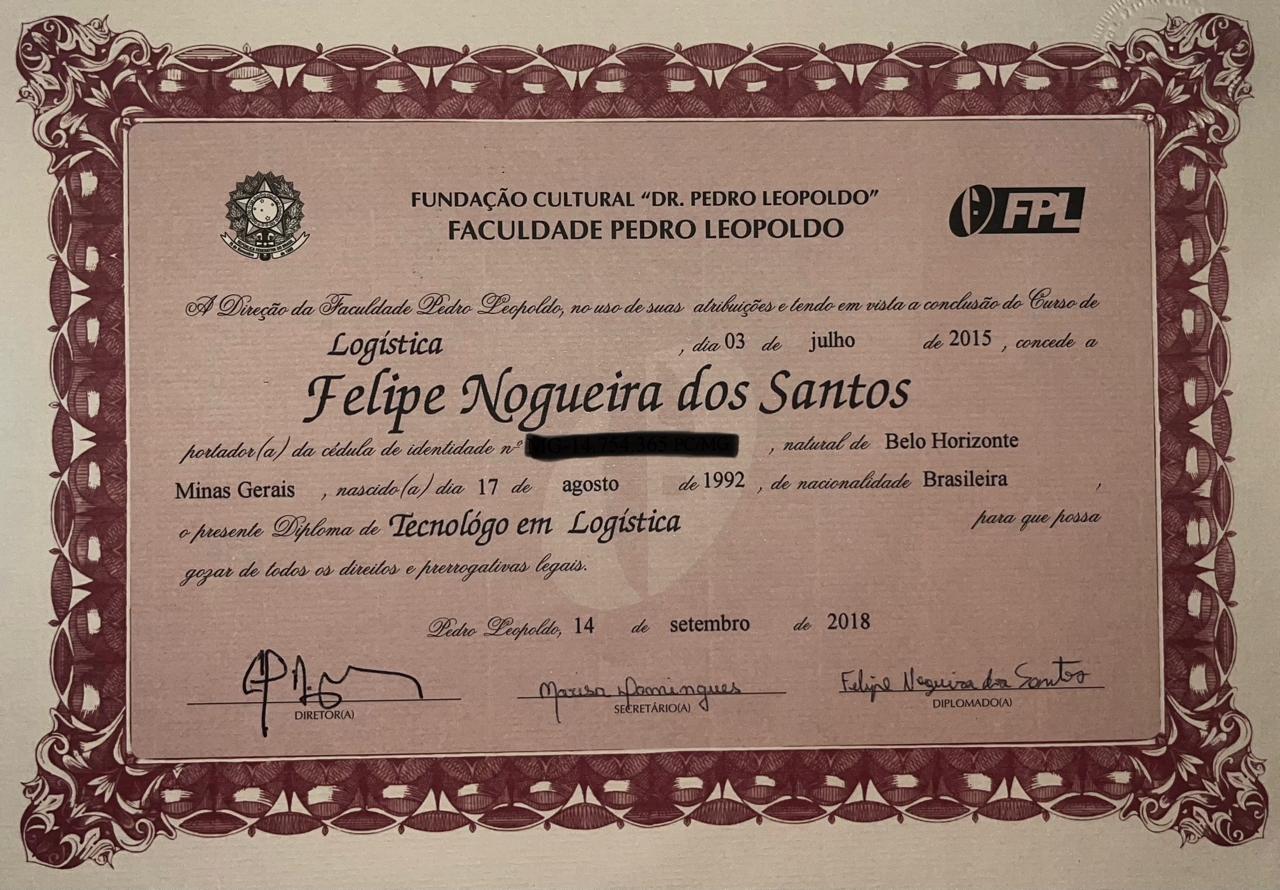 FUNDAÇÃO CULTURAL “DR. PEDRO LEOPOLDO”
FACULDADE PEDRO LEOPOLDO
FPL
A Direção da Faculdade Pedro Leopoldo, no uso de suas atribuições e tendo em vista a conclusão do Curso de
Logística , dia 03 de julho de 2015 , concede a
Felipe Nogueira dos Santos
portador(a) da cédula de identidade nº , natural de Belo Horizonte
Minas Gerais , nascido(a) dia 17 de agosto de 1992 , de nacionalidade Brasileira ,
o presente Diploma de Tecnológo em Logística para que possa
gozar de todos os direitos e prerrogativas legais.
Pedro Leopoldo, 14 de setembro de 2018
Marisa Domingues
Felipe Nogueira dos Santos
DIRETOR(A)
SECRETÁRIO(A)
DIPLOMADO(A)